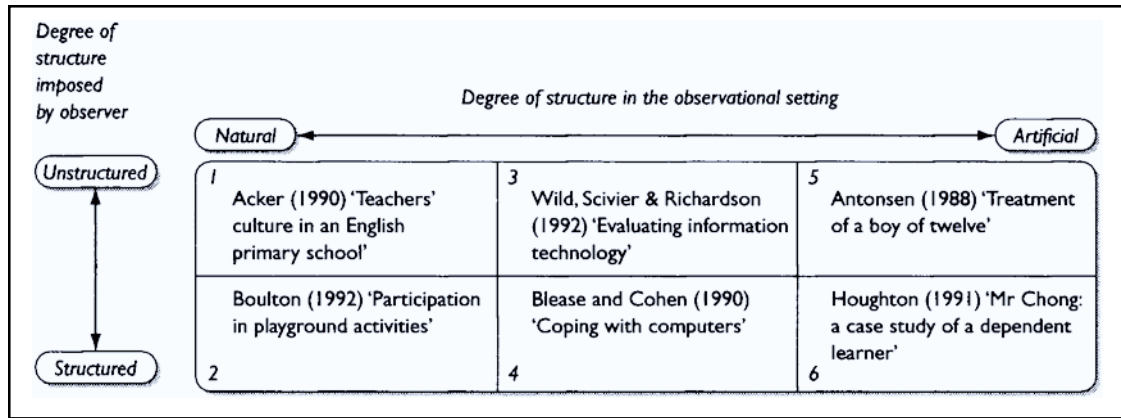 Degree of
structure
imposed
by observer
Degree of structure in the observational setting
Natural
Artificial
Unstructured
1
Acker (1990) ‘Teachers’
culture in an English
primary school’
3
Wild, Scivier & Richardson
(1992) ‘Evaluating information
technology’
5
Antonsen (1988) ‘Treatment
of a boy of twelve’
Boulton (1992) ‘Participation
in playground activities’
2
Blease and Cohen (1990)
‘Coping with computers’
4
Houghton (1991) ‘Mr Chong:
a case study of a dependent
learner’
6
Structured